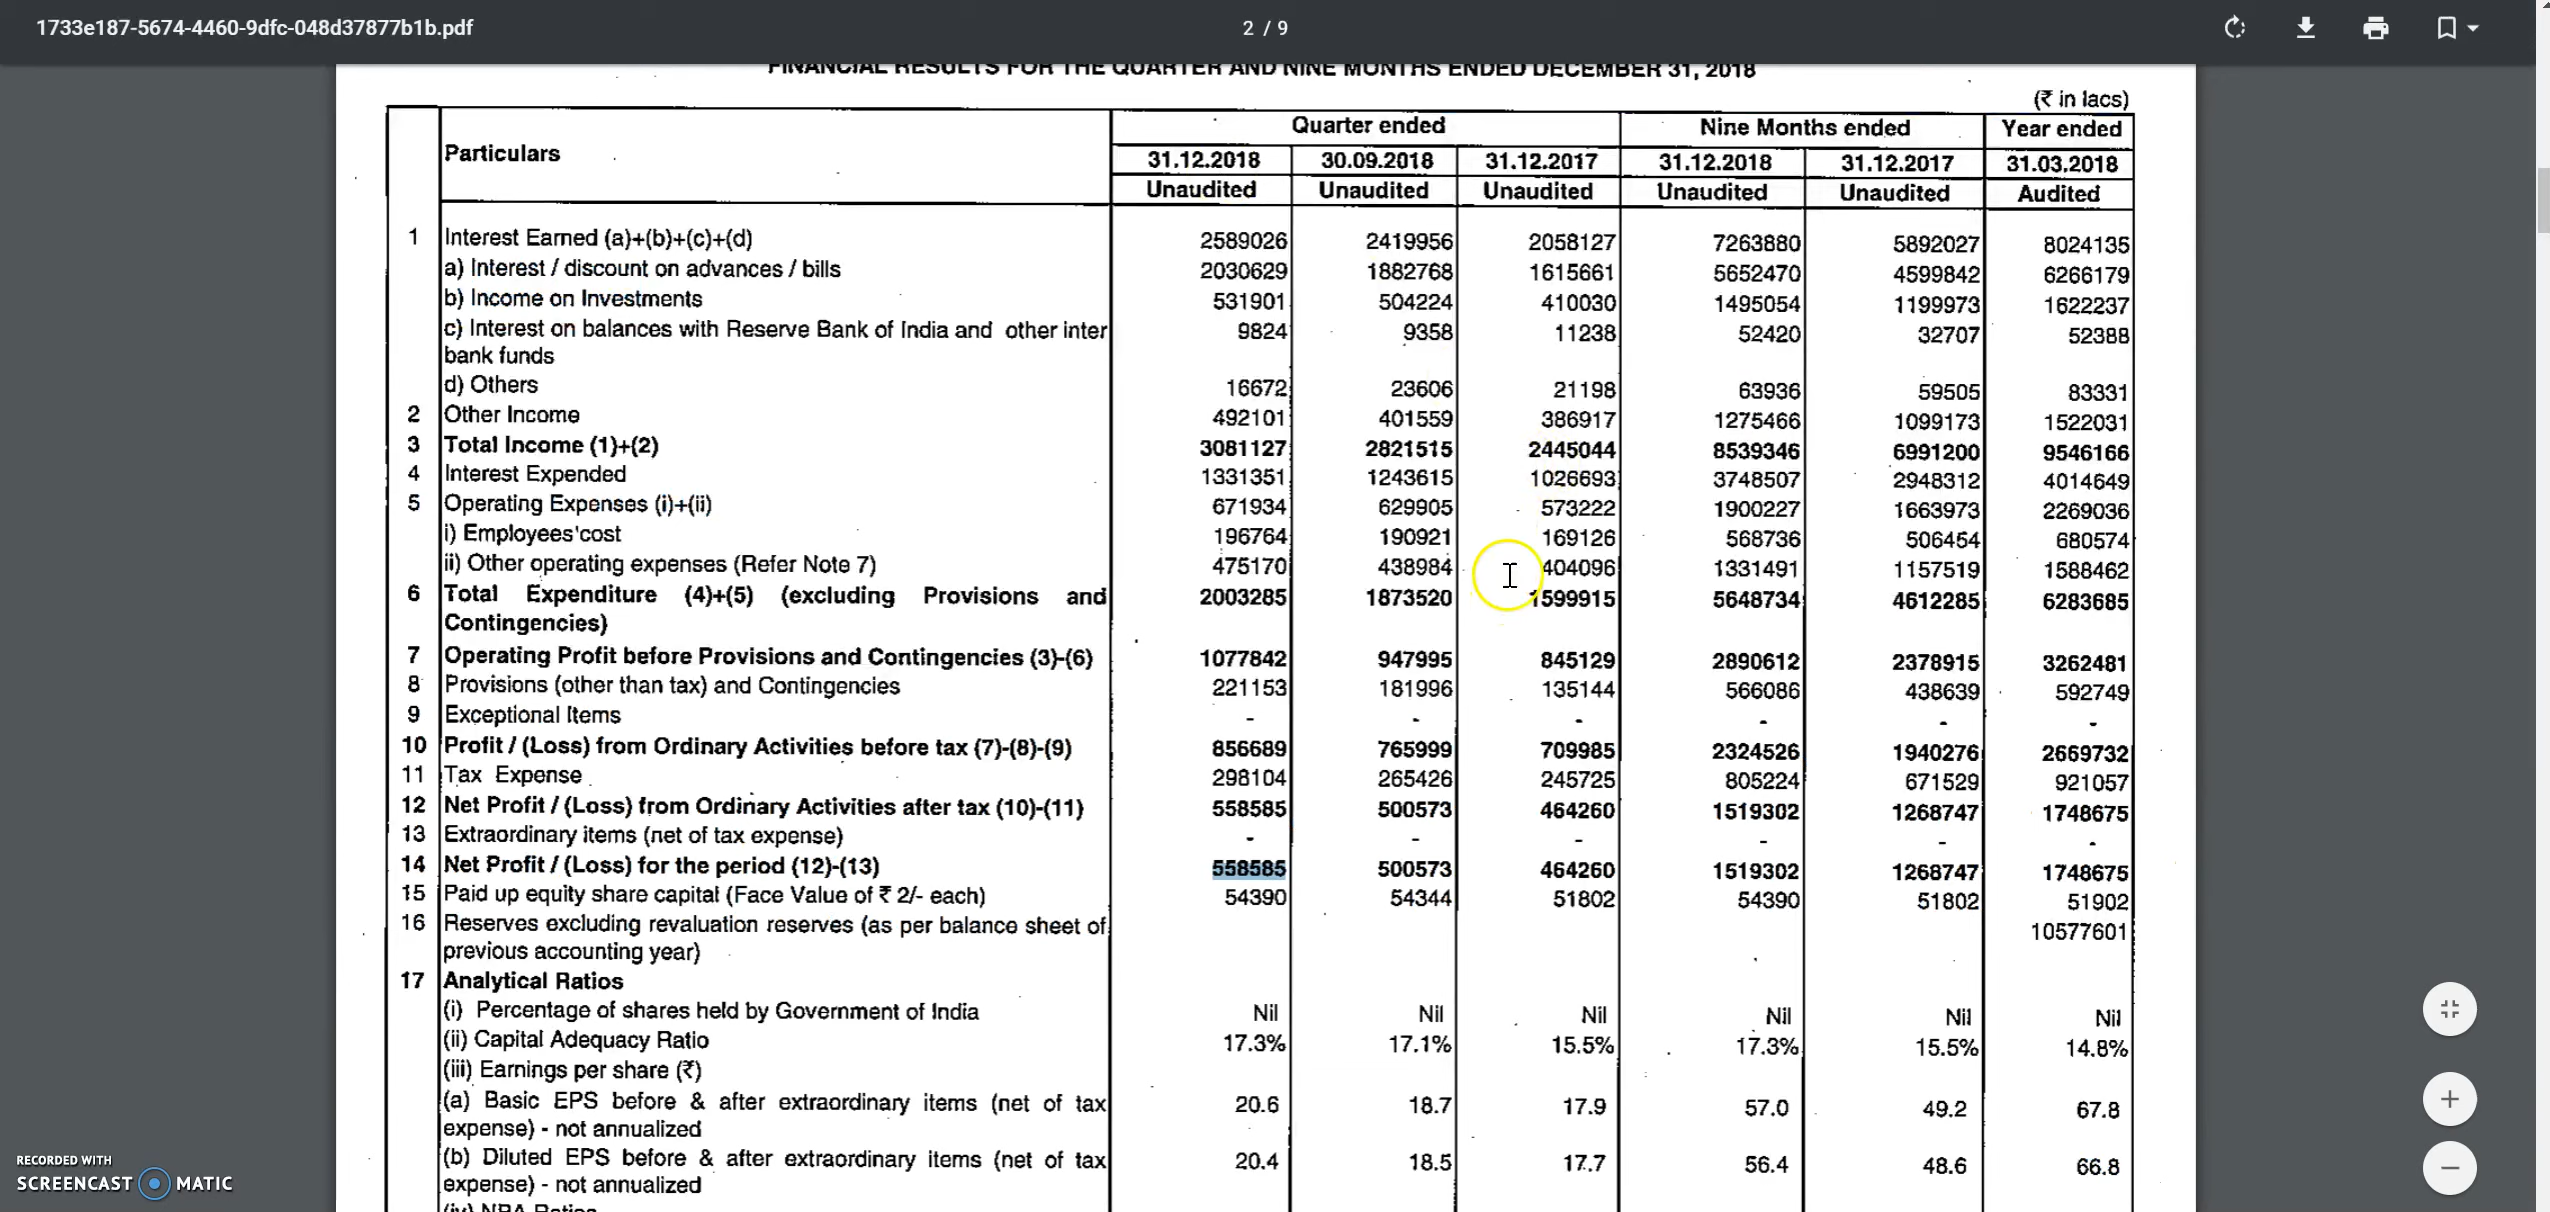 1733e187-5674-4460-9dfc-048d37877b1b.pdf 2 / 9
FINANCIAL RESULTS FOR THE QUARTER AND NINE MONTHS ENDED DECEMBER 31, 2018
(₹ in lacs)
Particulars Quarter ended Nine Months ended Year ended
31.12.2018 30.09.2018 31.12.2017 31.12.2018 31.12.2017 31.03.2018
Unaudited Unaudited Unaudited Unaudited Unaudited Audited
1 Interest Earned (a)+(b)+(c)+(d) 2589026 2419956 2058127 7263880 5892027 8024135
a) Interest / discount on advances / bills 2030629 1882768 1615661 5652470 4599842 6266179
b) Income on Investments 531901 504224 410030 1495054 1199973 1622237
c) Interest on balances with Reserve Bank of India and other inter 9824 9358 11238 52420 32707 52388
bank funds
d) Others 16672 23606 21198 63936 59505 83331
2 Other Income 492101 401559 386917 1275466 1099173 1522031
3 Total Income (1)+(2) 3081127 2821515 2445044 8539346 6991200 9546166
4 Interest Expended 1331351 1243615 1026693 3748507 2948312 4014649
5 Operating Expenses (i)+(ii) 671934 629905 573222 1900227 1663973 2269036
i) Employees'cost 196764 190921 169126 568736 506454 680574
ii) Other operating expenses (Refer Note 7) 475170 438984 404096 1331491 1157519 1588462
6 Total Expenditure (4)+(5) (excluding Provisions and 2003285 1873520 1599915 5648734 4612285 6283685
Contingencies)
7 Operating Profit before Provisions and Contingencies (3)-(6) 1077842 947995 845129 2890612 2378915 3262481
8 Provisions (other than tax) and Contingencies 221153 181996 135144 566086 438639 592749
9 Exceptional Items - - - - - -
10 Profit / (Loss) from Ordinary Activities before tax (7)-(8)-(9) 856689 765999 709985 2324526 1940276 2669732
11 Tax Expense 298104 265426 245725 805224 671529 921057
12 Net Profit / (Loss) from Ordinary Activities after tax (10)-(11) 558585 500573 464260 1519302 1268747 1748675
13 Extraordinary items (net of tax expense) - - - - - -
14 Net Profit / (Loss) for the period (12)-(13) 558585 500573 464260 1519302 1268747 1748675
15 Paid up equity share capital (Face Value of ₹ 2/- each) 54390 54344 51802 54390 51802 51902
16 Reserves excluding revaluation reserves (as per balance sheet of 10577601
previous accounting year)
17 Analytical Ratios
(i) Percentage of shares held by Government of India Nil Nil Nil Nil Nil Nil
(ii) Capital Adequacy Ratio 17.3% 17.1% 15.5% 17.3% 15.5% 14.8%
(iii) Earnings per share (₹)
(a) Basic EPS before & after extraordinary items (net of tax 20.6 18.7 17.9 57.0 49.2 67.8
expense) - not annualized
(b) Diluted EPS before & after extraordinary items (net of tax 20.4 18.5 17.7 56.4 48.6 66.8
expense) - not annualized
(iv) NPA Ratios
RECORDED WITH
SCREENCAST MATIC